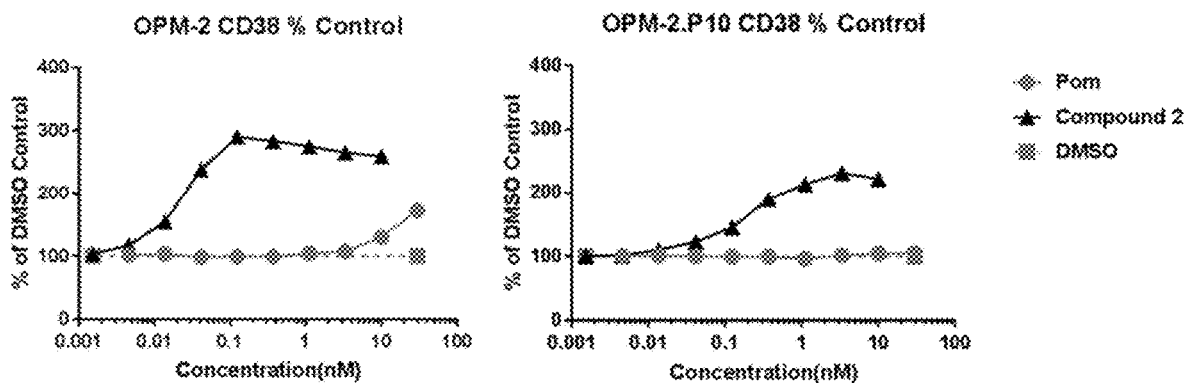 OPM-2 CD38 % Control
% of DMSO Control
400
300
200
100
0
0.001 0.01 0.1 1 10 100
Concentration(nM)
OPM-2.P10 CD38 % Control
% of DMSO Control
400
300
200
100
0
0.001 0.01 0.1 1 10 100
Concentration(nM)
Pom
Compound 2
DMSO